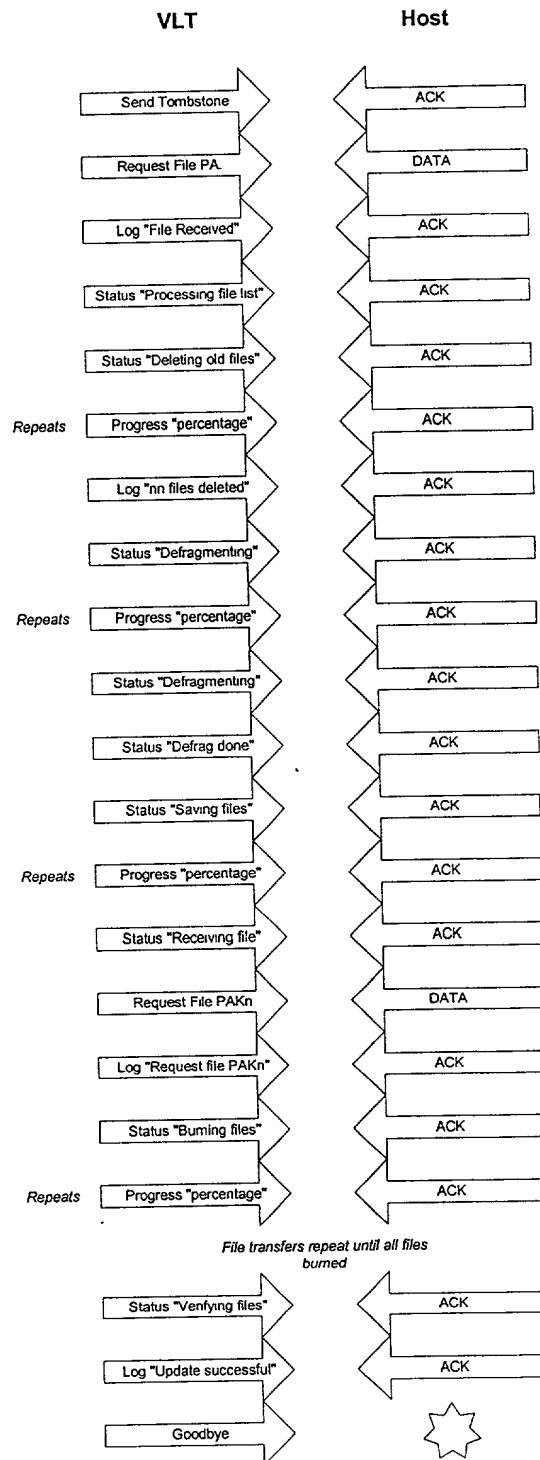 VLT Host
Send Tombstone ACK
Request File PA. DATA
Log "File Received" ACK
Status "Processing file list" ACK
Status "Deleting old files" ACK
Repeats Progress "percentage" ACK
Log "nn files deleted" ACK
Status "Defragmenting" ACK
Repeats Progress "percentage" ACK
Status "Defragmenting" ACK
Status "Defrag done" ACK
Status "Saving files" ACK
Repeats Progress "percentage" ACK
Status "Receiving file" ACK
Request File PAKn DATA
Log "Request file PAKn" ACK
Status "Burning files" ACK
Repeats Progress "percentage" ACK
File transfers repeat until all files
burned
Status "Verifying files" ACK
Log "Update successful" ACK
Goodbye